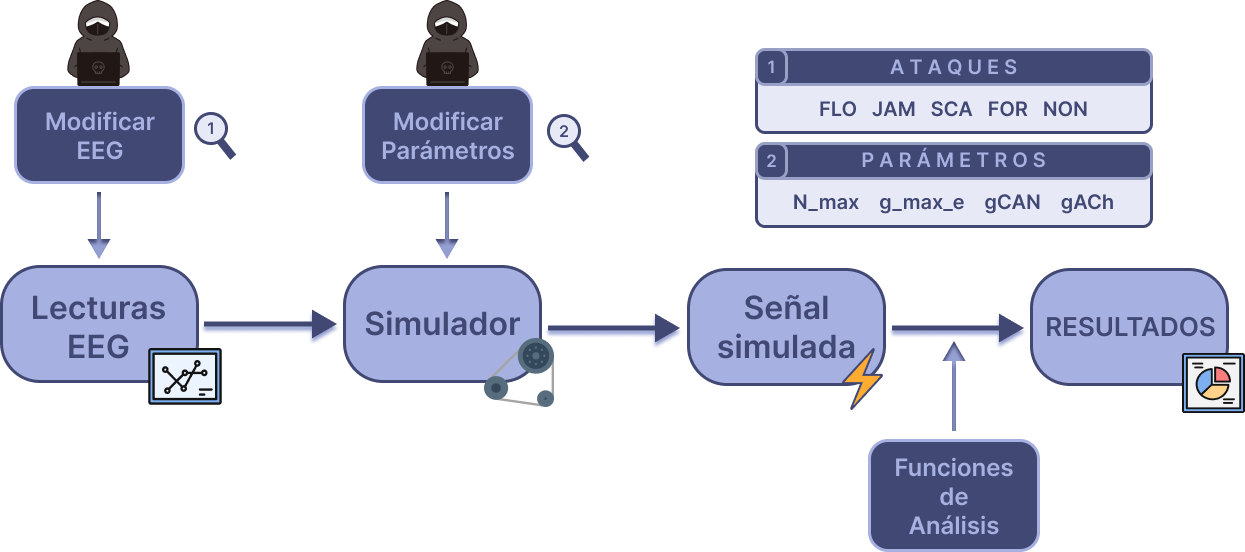 Modificar
EEG
1
Modificar
Parámetros
2
1
ATAQUES
FLO JAM SCA FOR NON
2
PARÁMETROS
N_max g_max_e gCAN gACh
Lecturas
EEG
Simulador
Señal
simulada
RESULTADOS
Funciones
de
Análisis